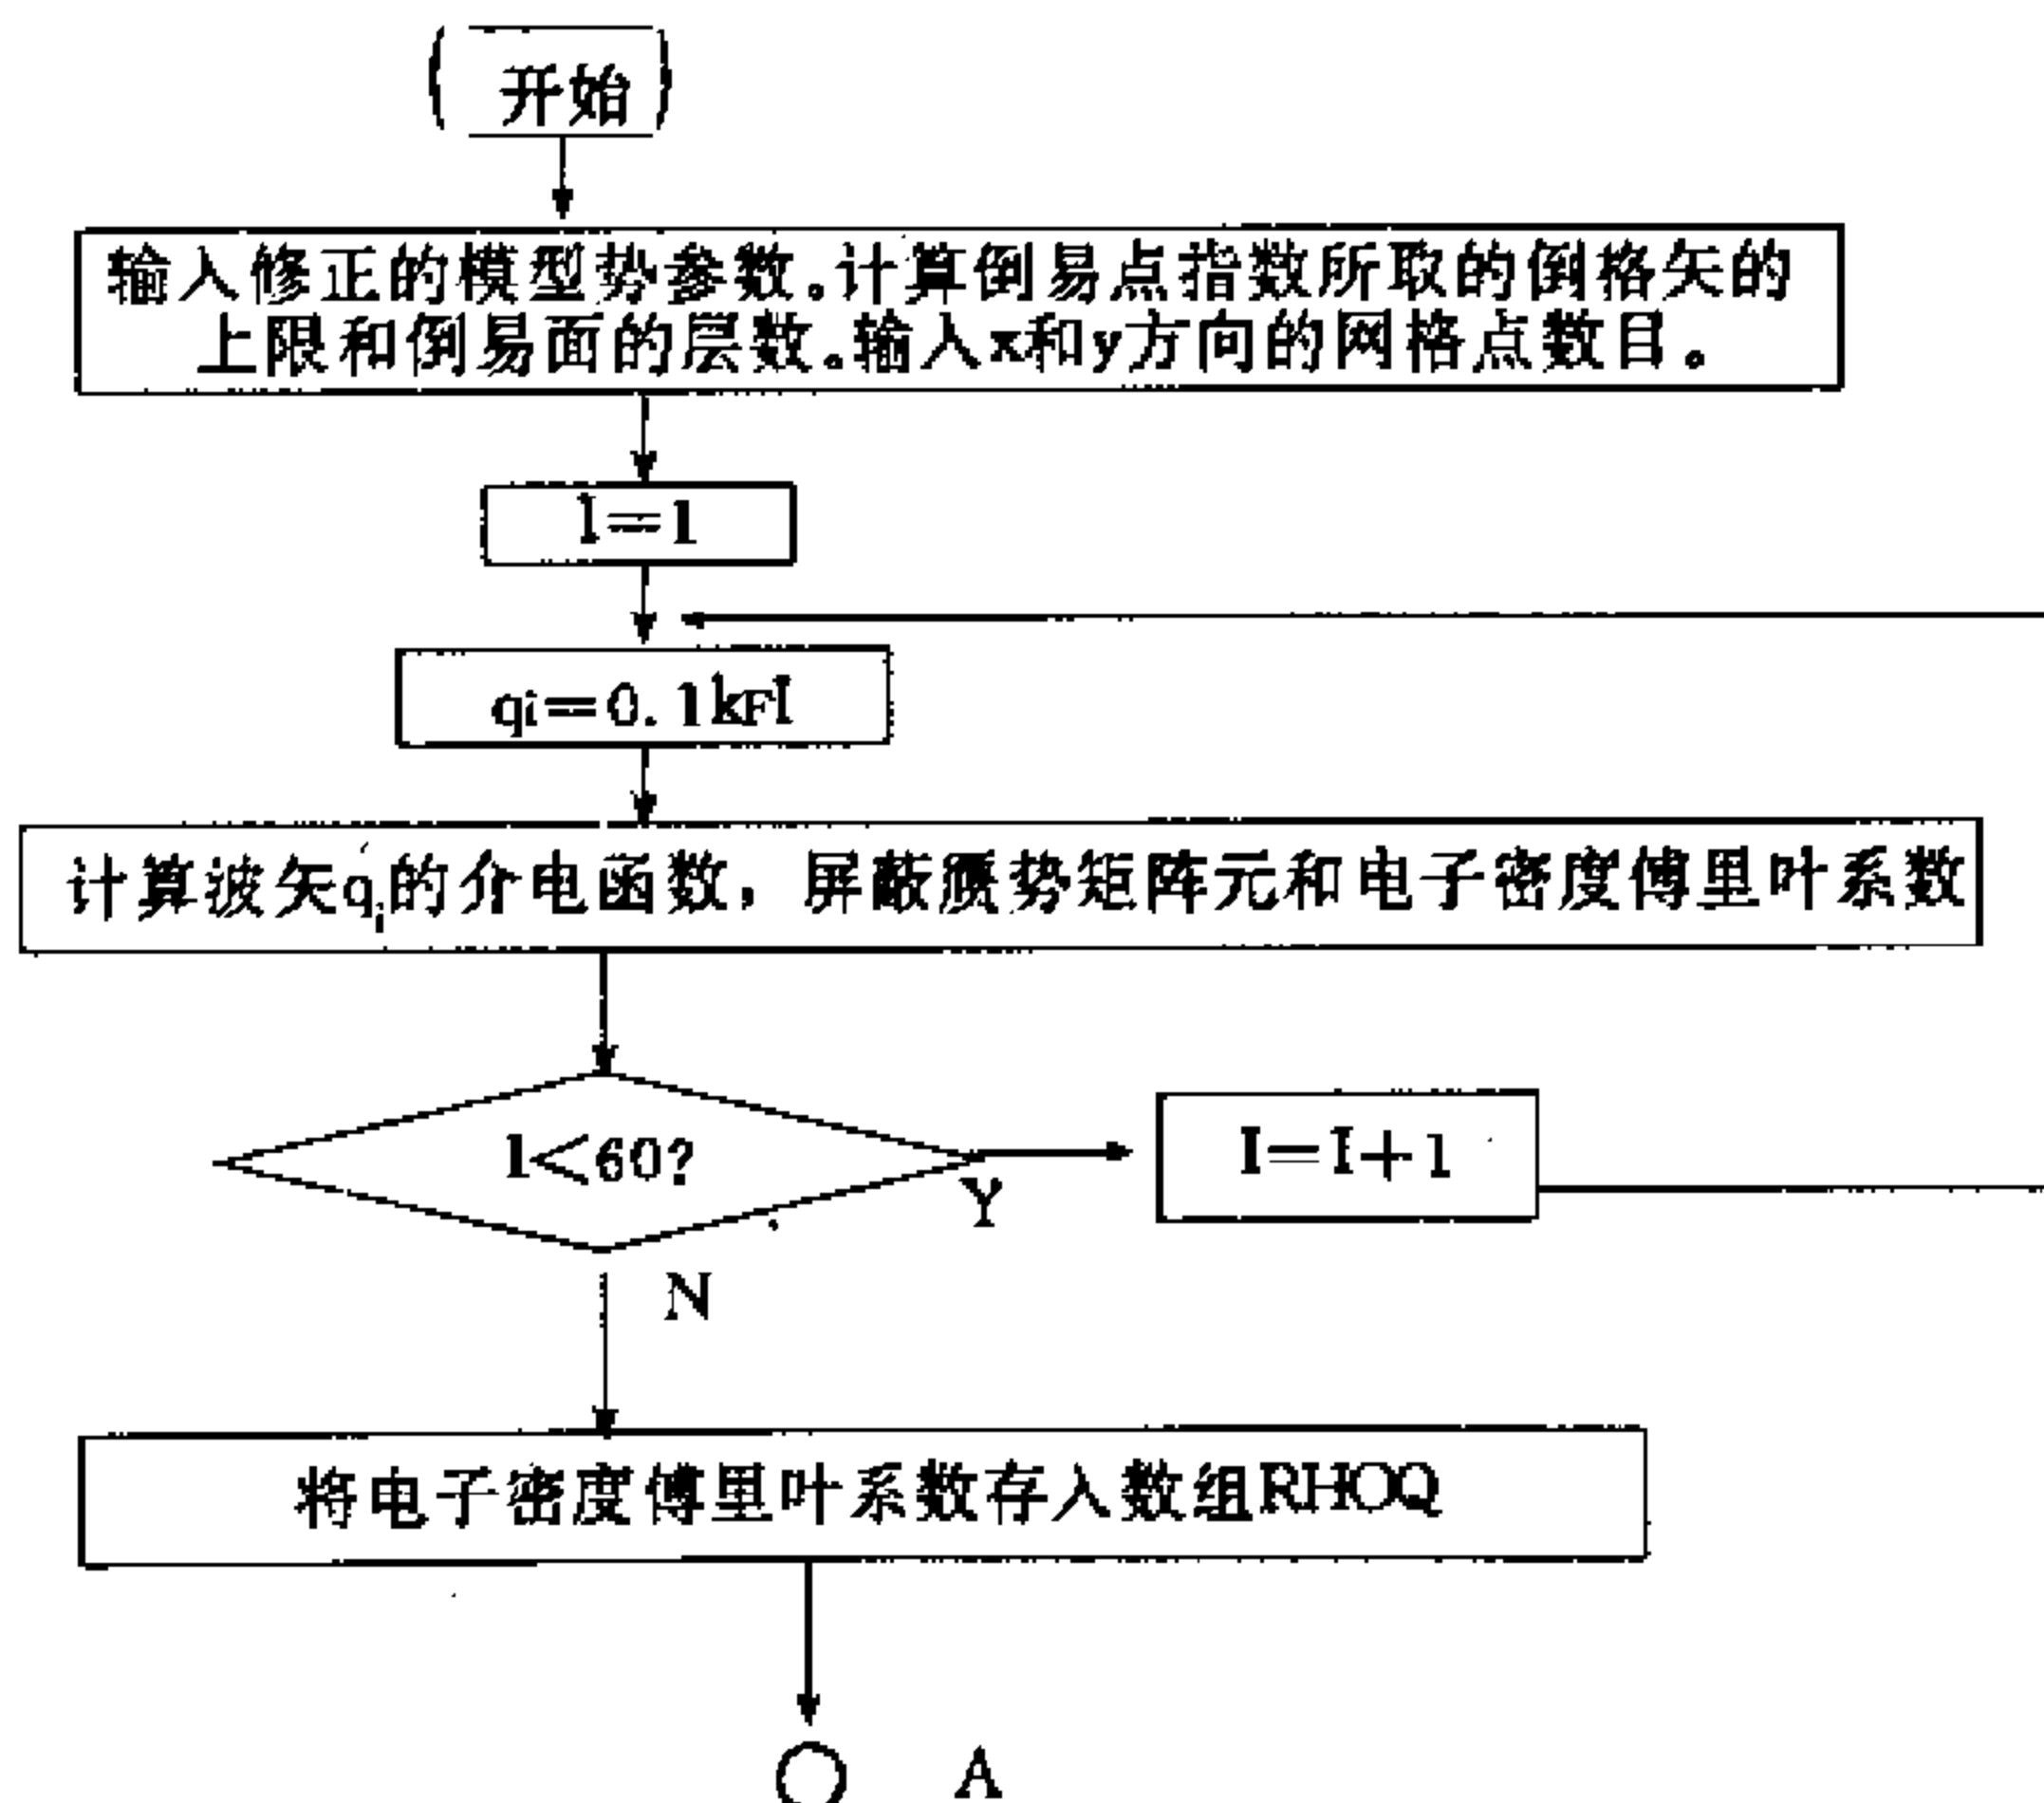 开始
输入修正的模型势参数。计算倒易点指数所取的倒格矢的
上限和倒易面的层数。输入x和y方向的网格点数目。
I=1
qi=0.1kFI
计算波矢qi的介电函数, 屏蔽原势矩阵元和电子密度傅里叶系数
I<60?
I=I+1
Y
N
将电子密度傅里叶系数存入数组RHOQ
A